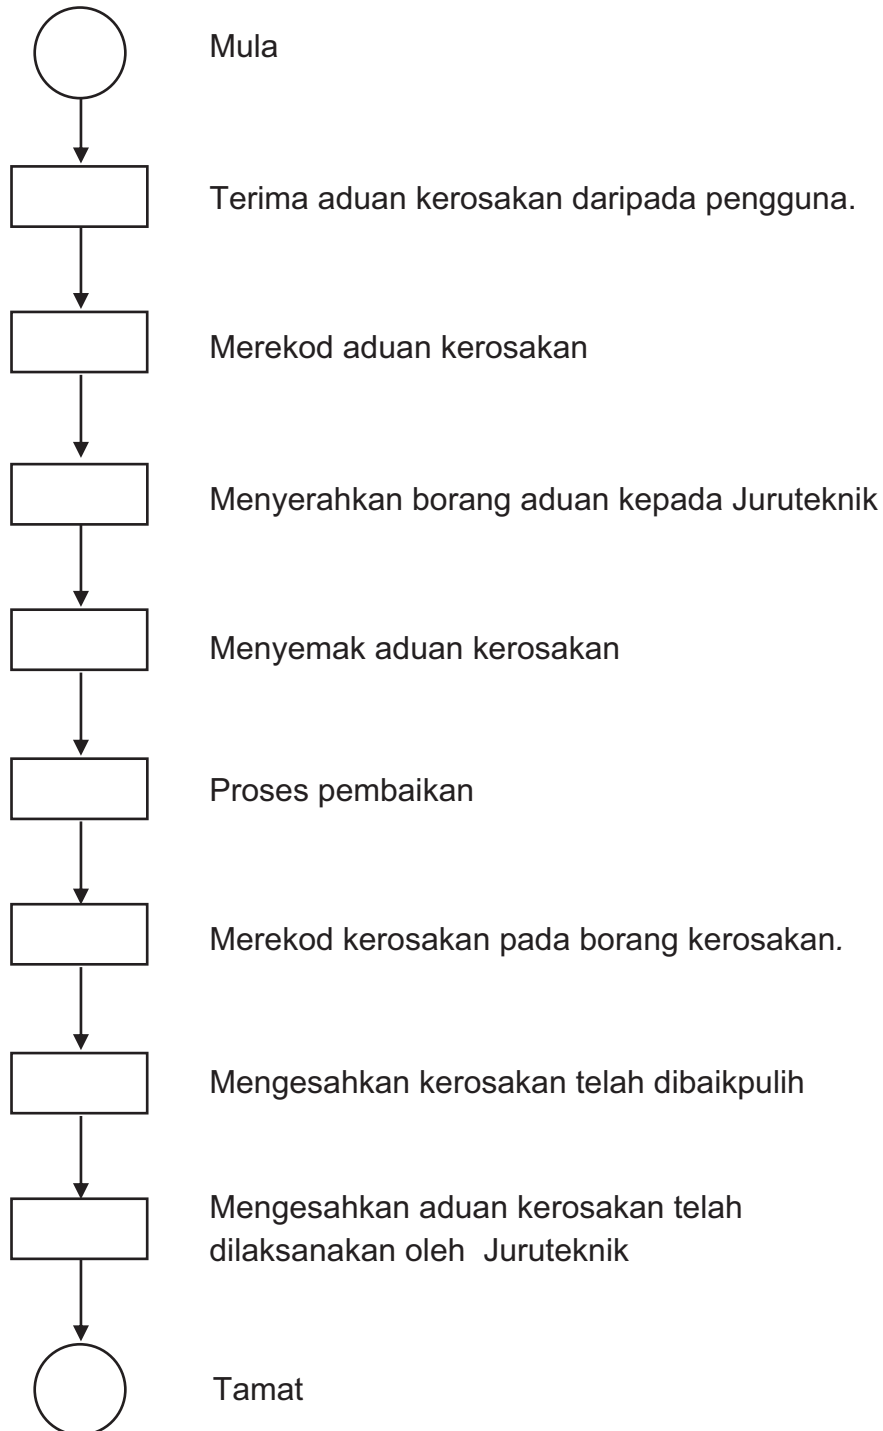 Mula
Terima aduan kerosakan daripada pengguna.
Merekod aduan kerosakan
Menyerahkan borang aduan kepada Juruteknik
Menyemak aduan kerosakan
Proses pembaikan
Merekod kerosakan pada borang kerosakan.
Mengesahkan kerosakan telah dibaikpulih
Mengesahkan aduan kerosakan telah
dilaksanakan oleh Juruteknik
Tamat